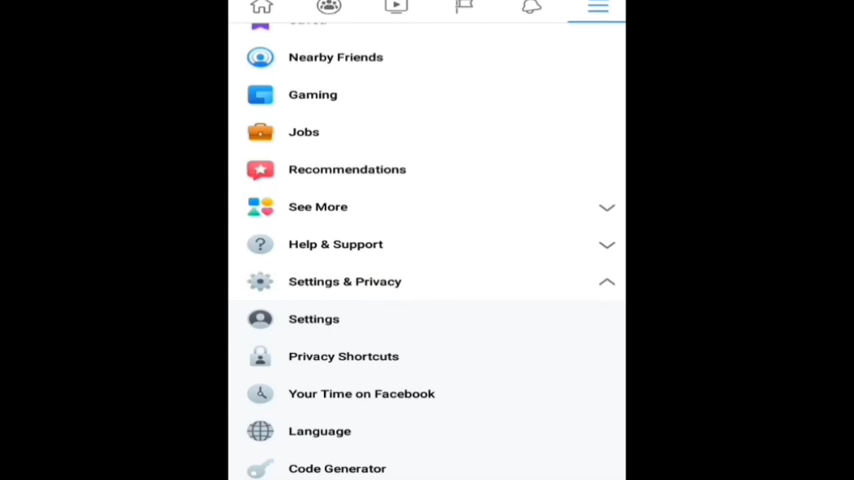 Saved
Nearby Friends
Gaming
Jobs
Recommendations
See More
Help & Support
Settings & Privacy
Settings
Privacy Shortcuts
Your Time on Facebook
Language
Code Generator